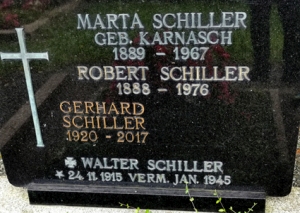 MARTA SCHILLER
GEB. KARNASCH
1889 - 1967
ROBERT SCHILLER
1888 - 1976
GERHARD
SCHILLER
1920 - 2017
✠ WALTER SCHILLER
* 24.11.1915 VERM. JAN. 1945